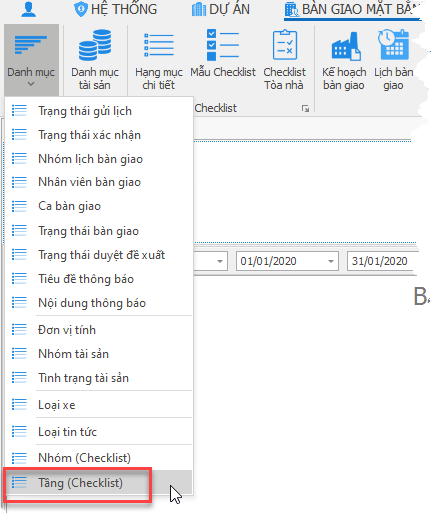 HỆ THỐNG
DỰ ÁN
BÀN GIAO MẶT BẰN
Danh mục
Danh mục tài sản
Hạng mục chi tiết
Mẫu Checklist
Checklist Tòa nhà
Kế hoạch bàn giao
Lịch bàn giao
Checklist
Trạng thái gửi lịch
Trạng thái xác nhận
Nhóm lịch bàn giao
Nhân viên bàn giao
Ca bàn giao
Trạng thái bàn giao
Trạng thái duyệt đề xuất
Tiêu đề thông báo
Nội dung thông báo
Đơn vị tính
Nhóm tài sản
Tình trạng tài sản
Loại xe
Loại tin tức
Nhóm (Checklist)
Tầng (Checklist)
01/01/2020
31/01/2020